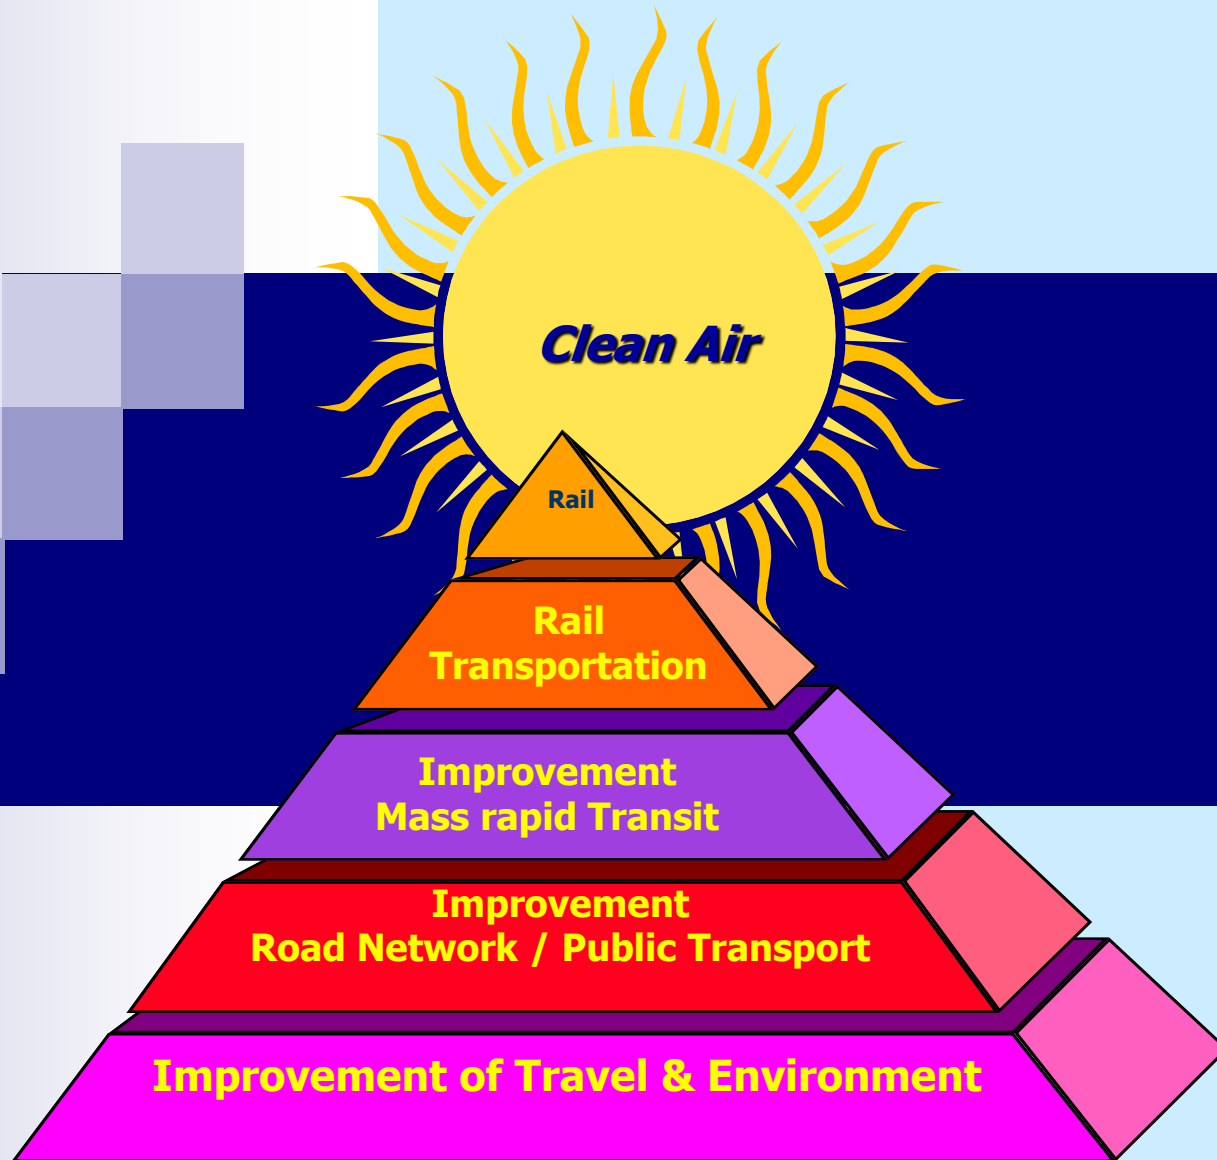 Clean Air
Rail
Rail
Transportation
Improvement
Mass rapid Transit
Improvement
Road Network / Public Transport
Improvement of Travel & Environment